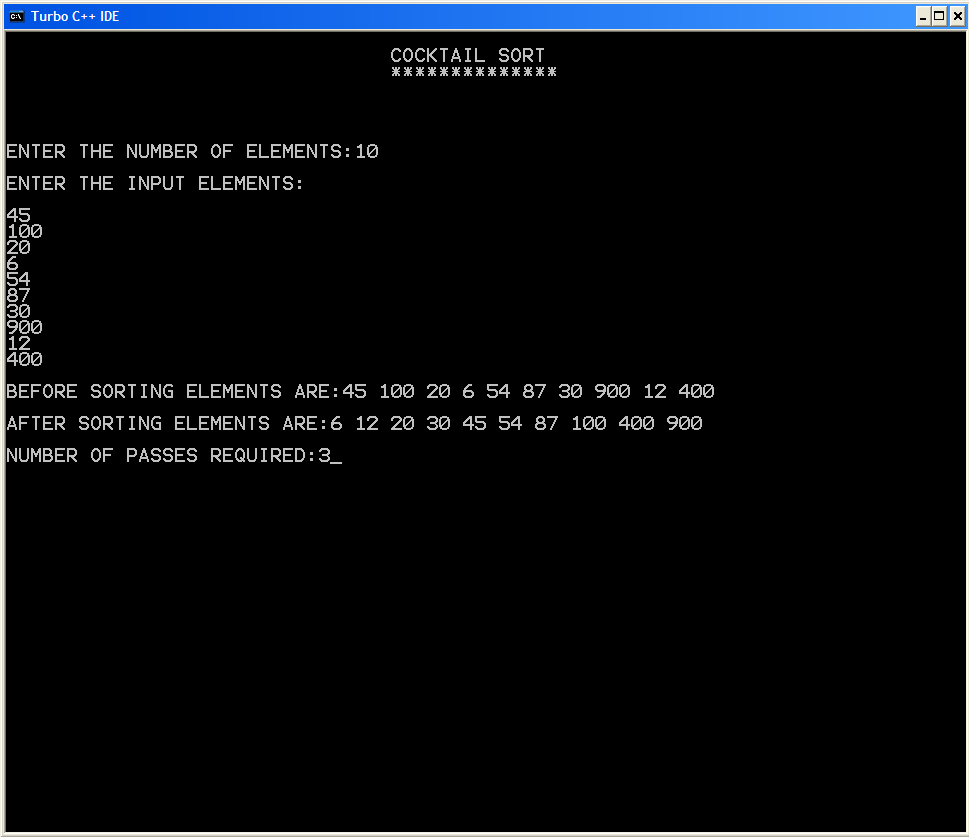 Turbo C++ IDE
COCKTAIL SORT
**************
ENTER THE NUMBER OF ELEMENTS:10
ENTER THE INPUT ELEMENTS:
45
100
20
6
54
87
30
900
12
400
BEFORE SORTING ELEMENTS ARE:45 100 20 6 54 87 30 900 12 400
AFTER SORTING ELEMENTS ARE:6 12 20 30 45 54 87 100 400 900
NUMBER OF PASSES REQUIRED:3_